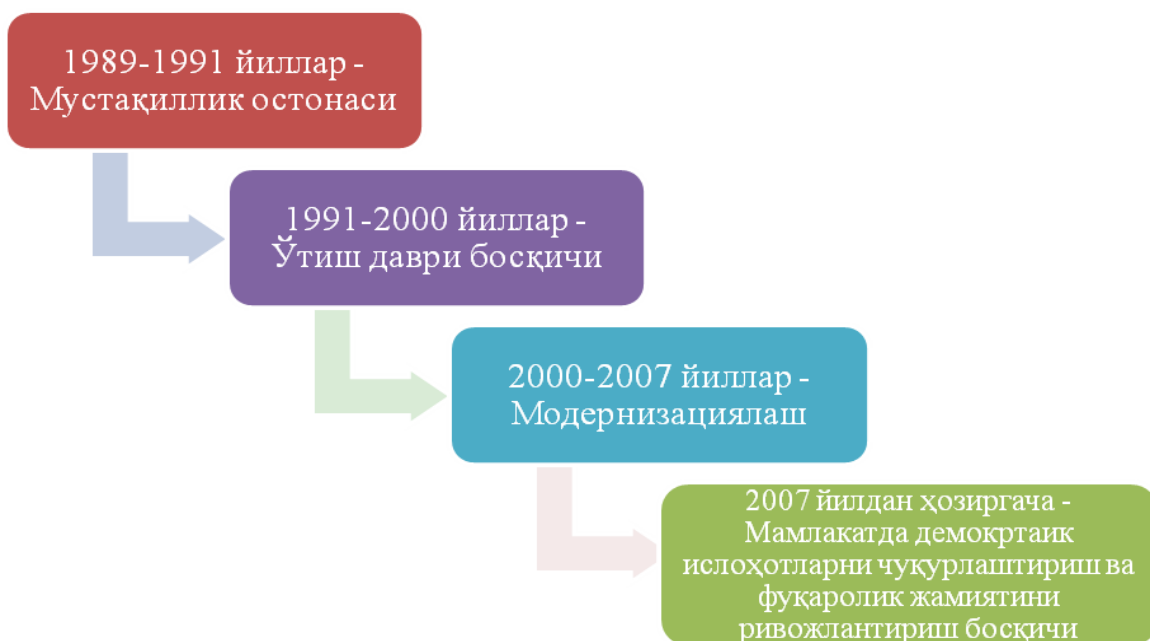 1989-1991 йиллар -
Мустақиллик остонаси
1991-2000 йиллар -
Ўтиш даври босқичи
2000-2007 йиллар -
Модернизациялаш
2007 йилдан ҳозиргача -
Мамлакатда демокртаик
ислоҳотларни чуқурлаштириш ва
фуқаролик жамиятини
ривожлантириш босқичи